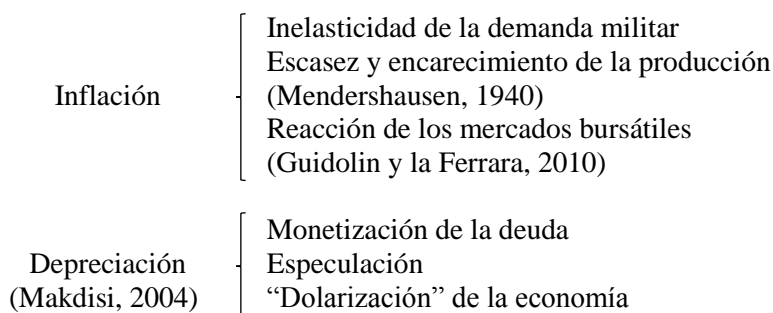 Inflación
Inelasticidad de la demanda militar
Escasez y encarecimiento de la producción
(Mendershausen, 1940)
Reacción de los mercados bursátiles
(Guidolin y la Ferrara, 2010)
Depreciación
(Makdisi, 2004)
Monetización de la deuda
Especulación
“Dolarización” de la economía